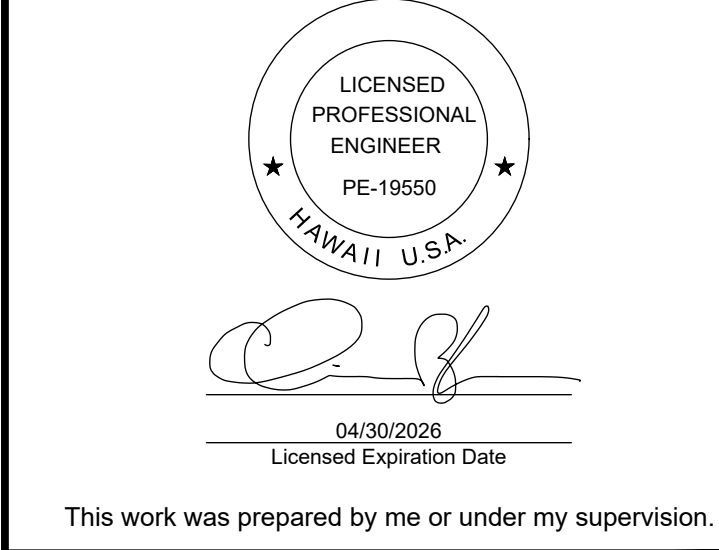 LICENSED
PROFESSIONAL
ENGINEER
PE-19550
HAWAII U.S.A.
04/30/2026
Licensed Expiration Date
This work was prepared by me or under my supervision.